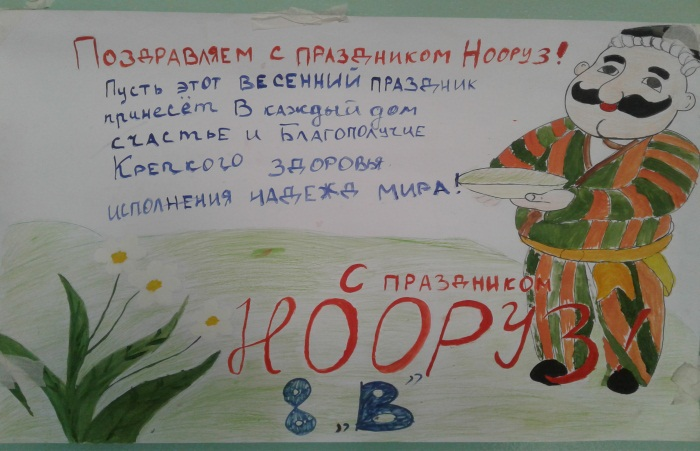 Поздравляем с праздником Нооруз!
Пусть этот весенний праздник
принесёт в каждый дом
счастье и Благополучие
Крепкого здоровья
исполнения надежд мира!
С праздником
НООРУЗ!
8 „В”